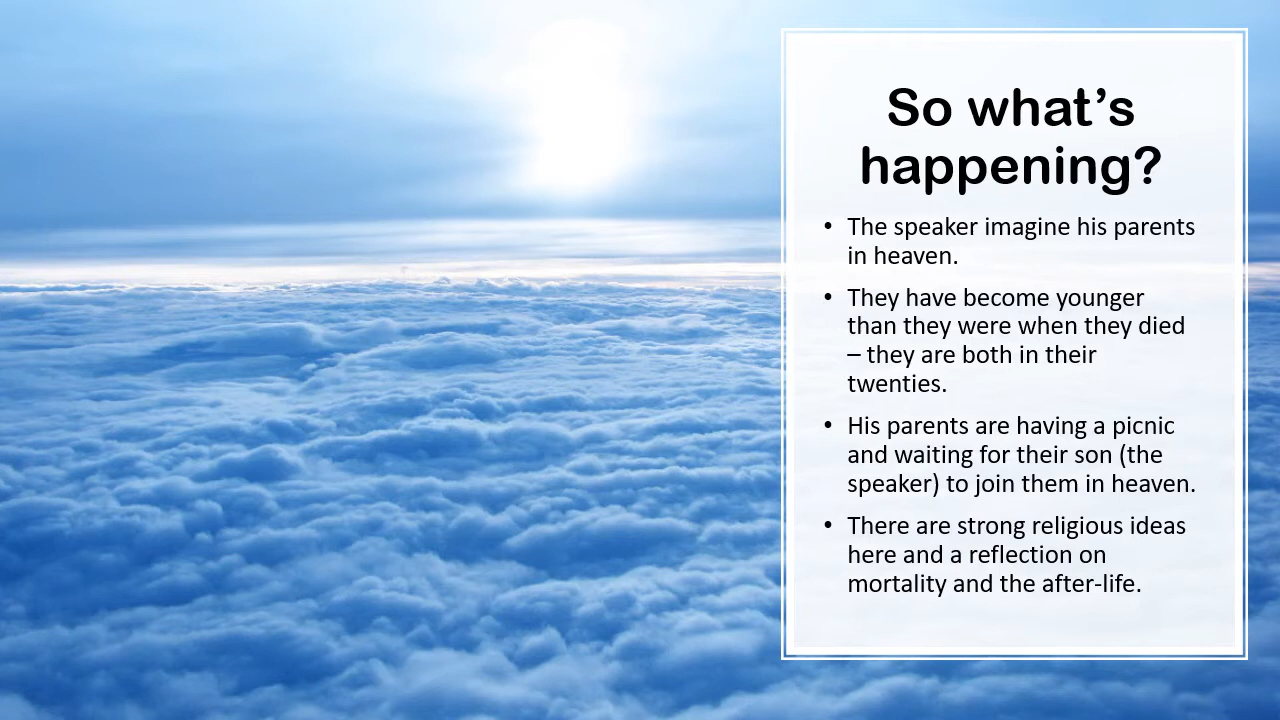 So what’s
happening?
• The speaker imagine his parents
in heaven.
• They have become younger
than they were when they died
– they are both in their
twenties.
• His parents are having a picnic
and waiting for their son (the
speaker) to join them in heaven.
• There are strong religious ideas
here and a reflection on
mortality and the after-life.